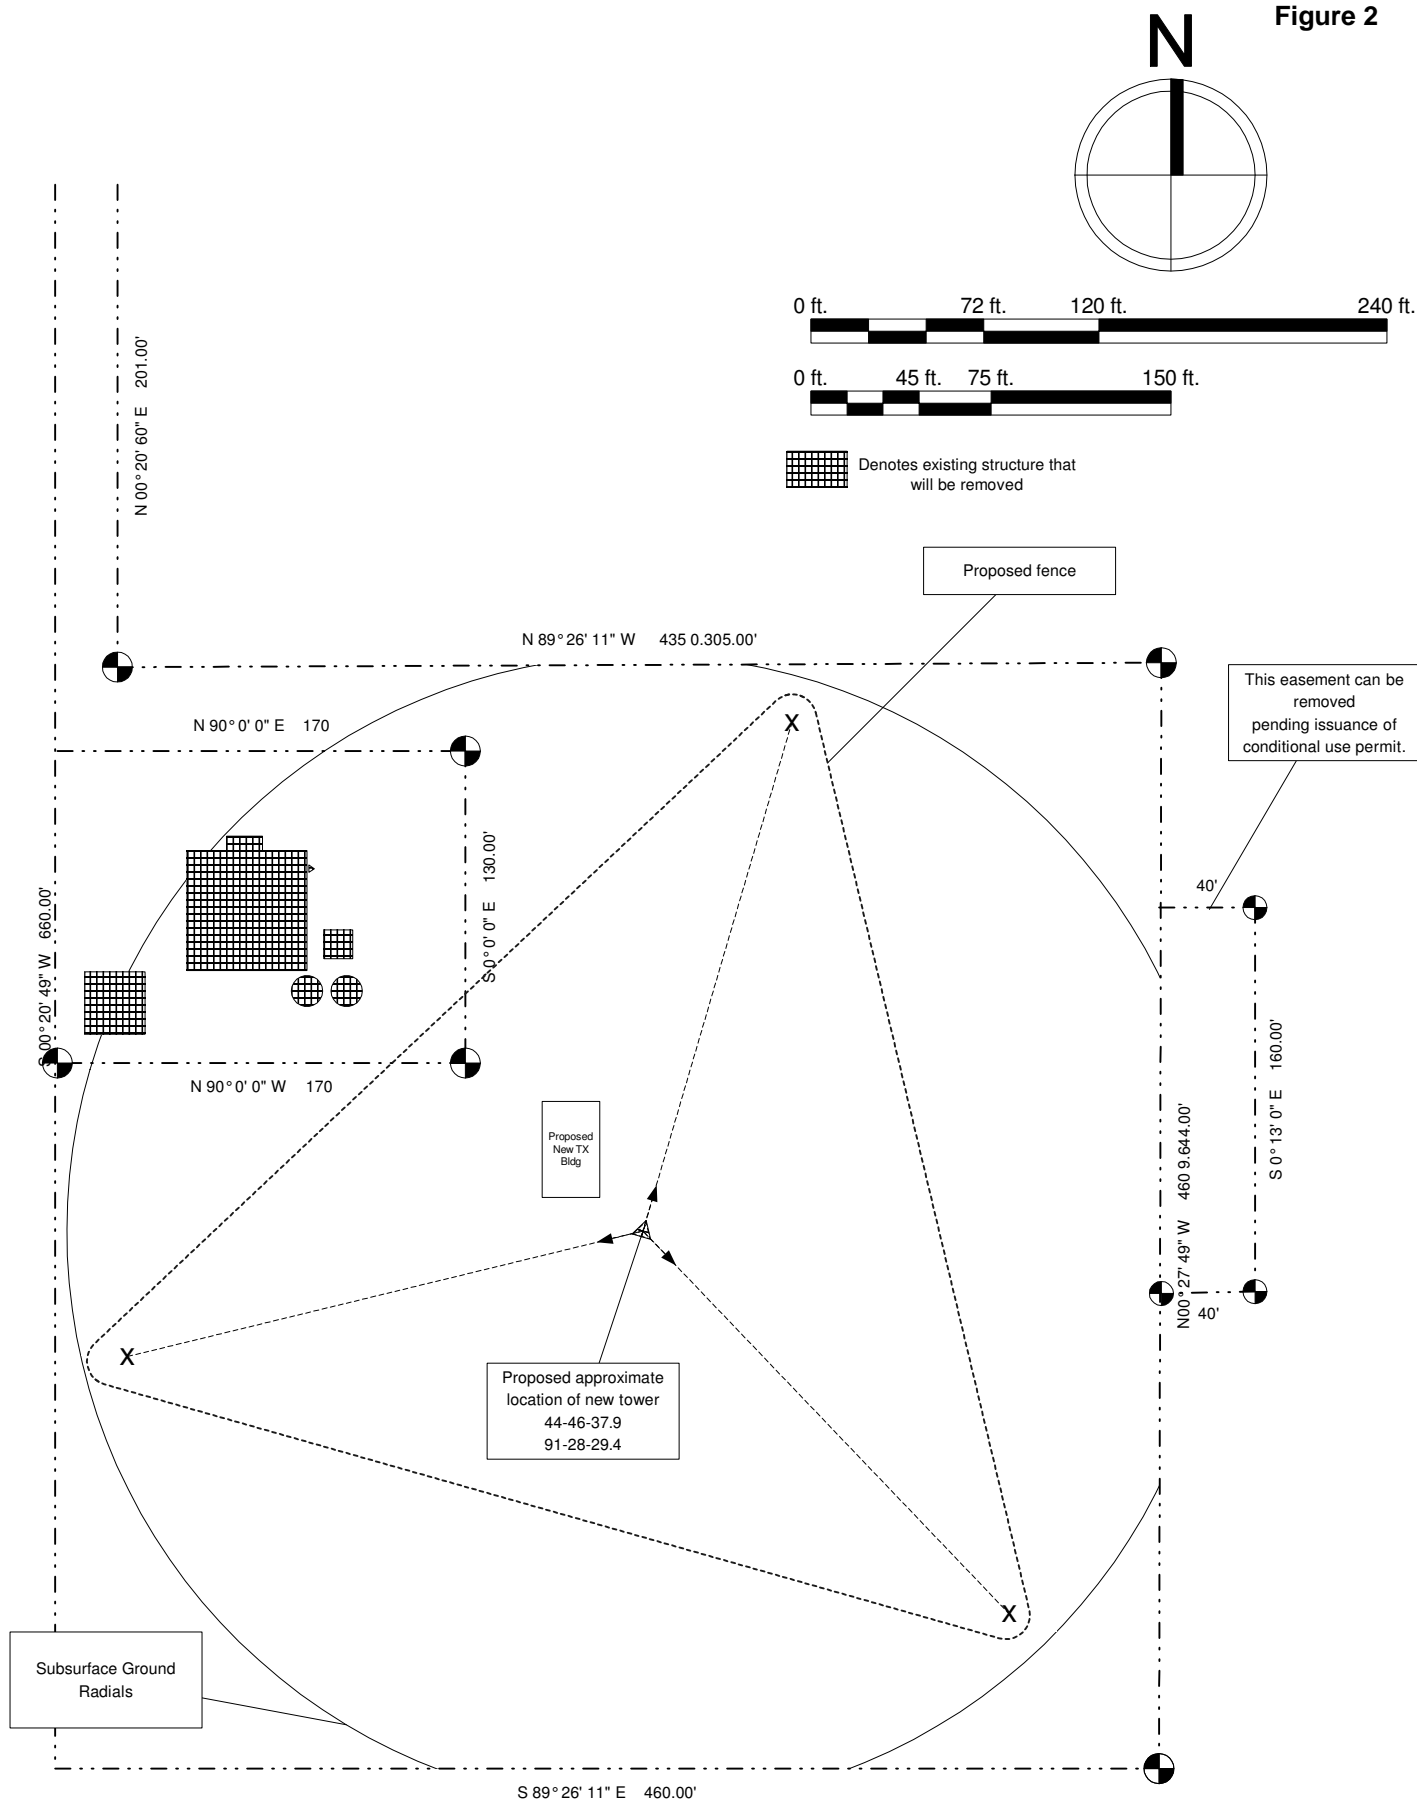 Figure 2
N
0 ft. 72 ft. 120 ft. 240 ft.
0 ft. 45 ft. 75 ft. 150 ft.
Denotes existing structure that
will be removed
N 00° 20' 60" E 201.00'
Proposed fence
N 89° 26' 11" W 435 0.305.00'
This easement can be
removed
pending issuance of
conditional use permit.
N 90° 0' 0" E 170
X
S 0° 0' 0" E 130.00'
40'
S 00° 20' 49" W 660.00'
N 90° 0' 0" W 170
Proposed
New TX
Bldg
S 0° 13' 0" E 160.00'
N00° 27' 49" W 460 9.644.00'
40'
X
Proposed approximate
location of new tower
44-46-37.9
91-28-29.4
X
Subsurface Ground
Radials
S 89° 26' 11" E 460.00'